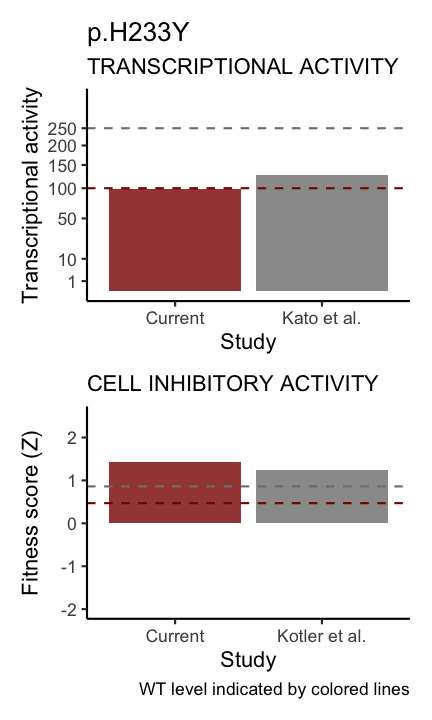 p.H233Y
TRANSCRIPTIONAL ACTIVITY
Transcriptional activity
250
200
150
100
50
10
1
Current
Kato et al.
Study
CELL INHIBITORY ACTIVITY
Fitness score (Z)
2
1
0
-1
-2
Current
Kotler et al.
Study
WT level indicated by colored lines